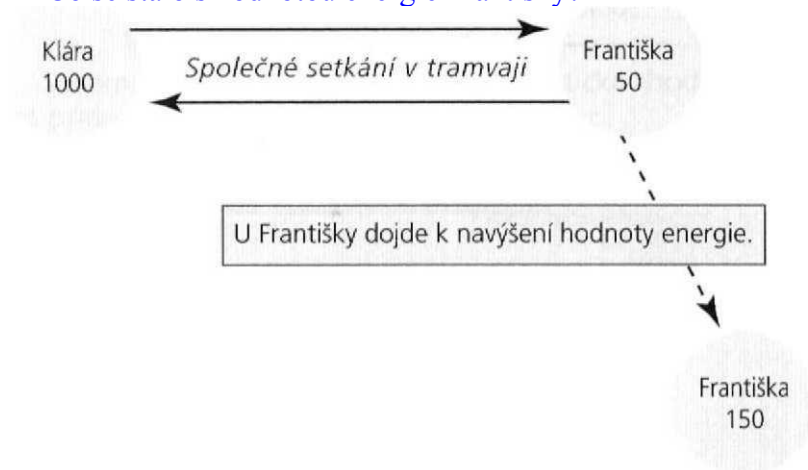 Klára
1000
Společné setkání v tramvaji
Františka
50
U Františky dojde k navýšení hodnoty energie.
Františka
150